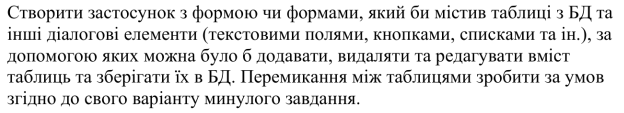 Створити застосунок з формою чи формами, який би містив таблиці з БД та
інші діалогові елементи (текстовими полями, кнопками, списками та ін.), за
допомогою яких можна було б додавати, видаляти та редагувати вміст
таблиць та зберігати їх в БД. Перемикання між таблицями зробити за умов
згідно до свого варіанту минулого завдання.